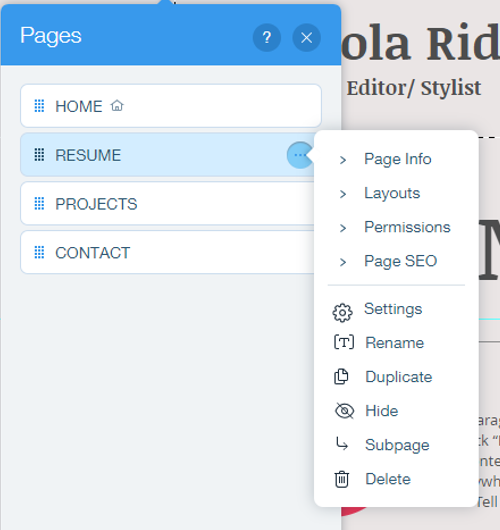 Pages
?
HOME
RESUME
PROJECTS
CONTACT
Page Info
Layouts
Permissions
Page SEO
Settings
Rename
Duplicate
Hide
Subpage
Delete
ola Rid
Editor/ Stylist